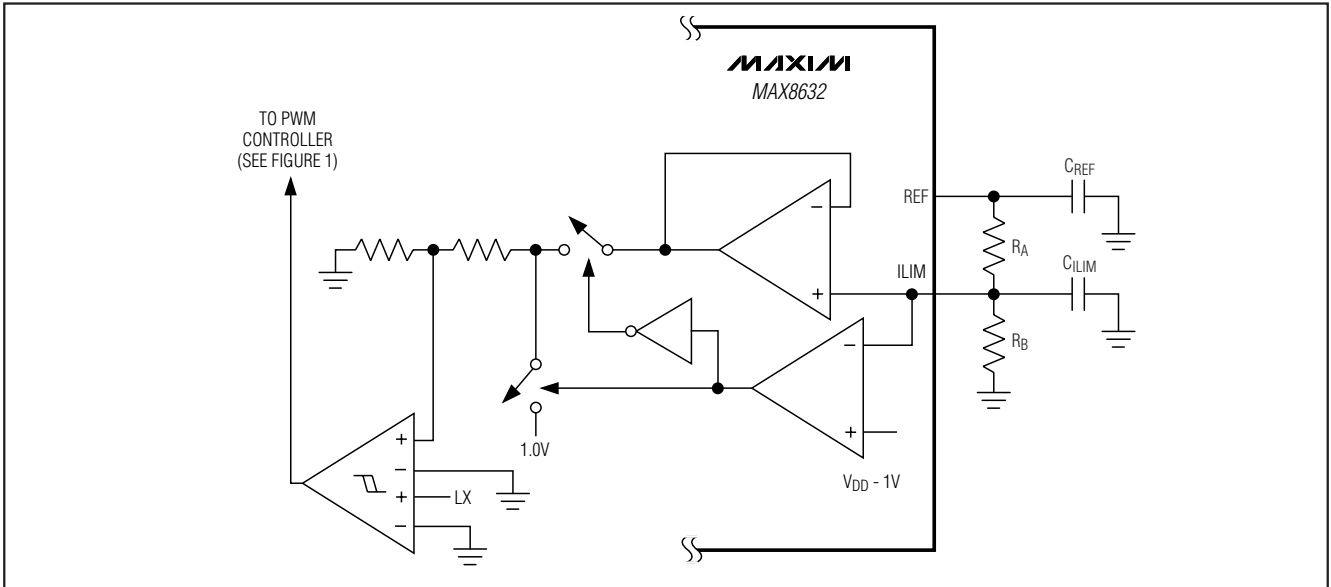 MAXIM
MAX8632
TO PWM
CONTROLLER
(SEE FIGURE 1)
CREF
REF
−
RA
ILIM
CILIM
+
−
RB
+
1.0V
VDD - 1V
+
−
+
LX
−